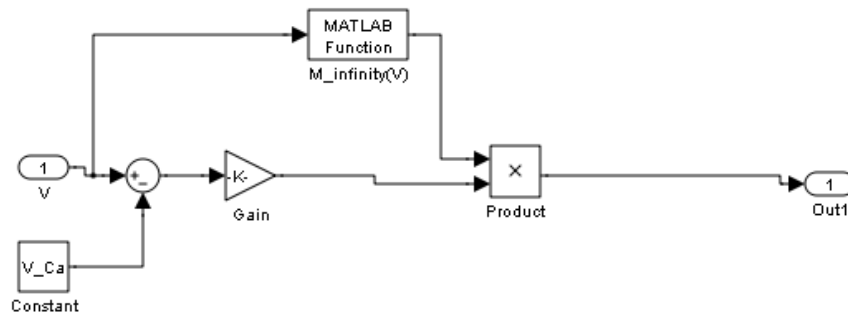 MATLAB
Function
M_infinity(V)
1
V
+
-
-K-
Gain
×
Product
1
Out1
V_Ca
Constant